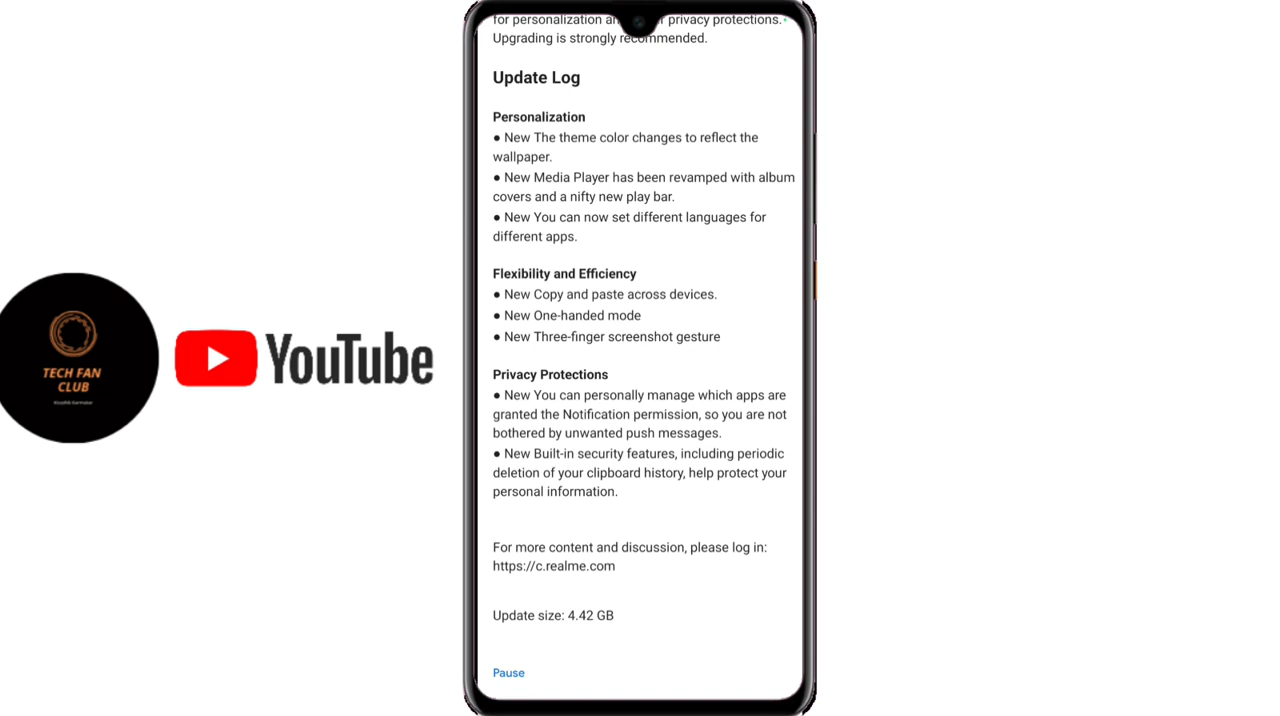 for personalization an r privacy protections.
Upgrading is strongly recommended.
Update Log
Personalization
● New The theme color changes to reflect the
wallpaper.
● New Media Player has been revamped with album
covers and a nifty new play bar.
● New You can now set different languages for
different apps.
Flexibility and Efficiency
● New Copy and paste across devices.
● New One-handed mode
● New Three-finger screenshot gesture
Privacy Protections
● New You can personally manage which apps are
granted the Notification permission, so you are not
bothered by unwanted push messages.
● New Built-in security features, including periodic
deletion of your clipboard history, help protect your
personal information.
For more content and discussion, please log in:
https://c.realme.com
Update size: 4.42 GB
Pause
TECH FAN
CLUB
YouTube